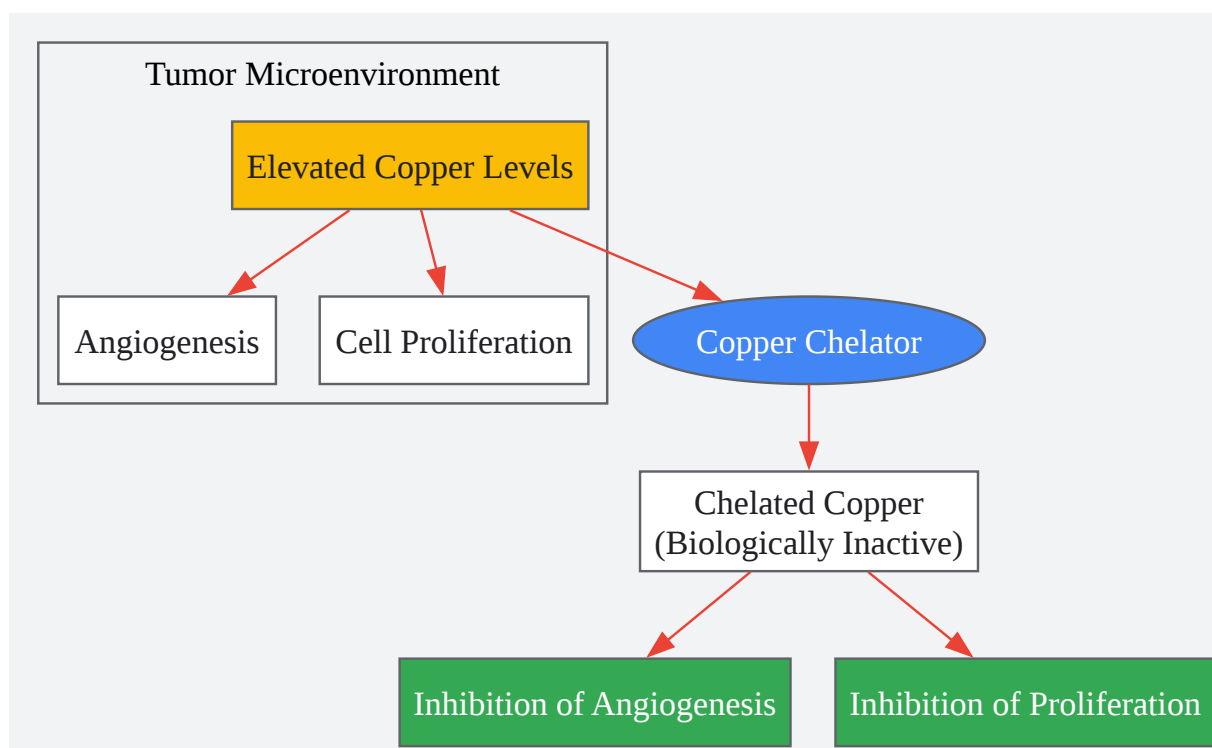 Tumor Microenvironment
Elevated Copper Levels
Angiogenesis
Cell Proliferation
Copper Chelator
Chelated Copper
(Biologically Inactive)
Inhibition of Angiogenesis
Inhibition of Proliferation